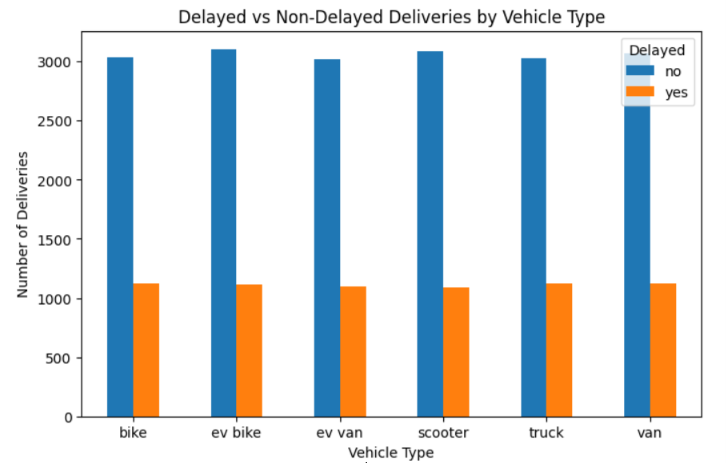 Delayed vs Non-Delayed Deliveries by Vehicle Type
Delayed
no
yes
Number of Deliveries
3000
2500
2000
1500
1000
500
0
bike ev bike ev van scooter truck van
Vehicle Type